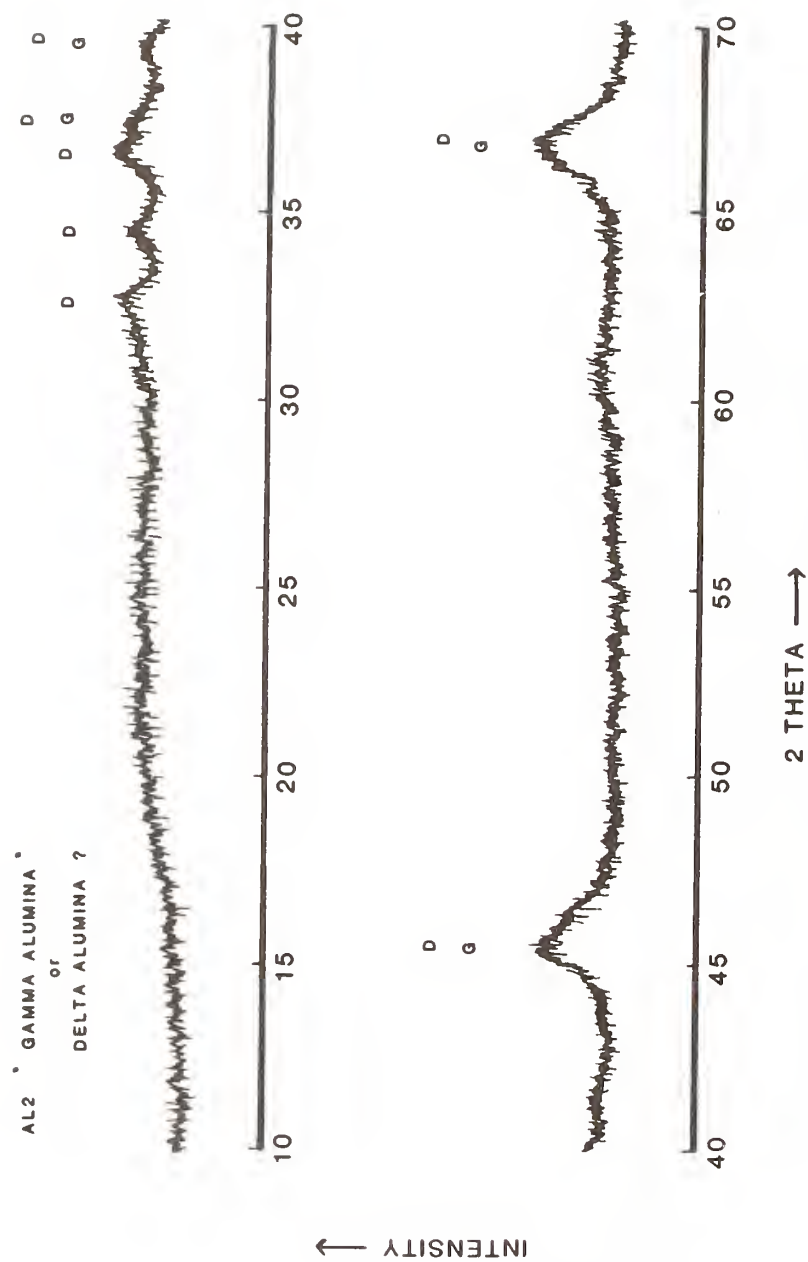 AL2 " GAMMA ALUMINA "
or
DELTA ALUMINA ?
D
D
D D D G
G
10 15 20 25 30 35 40
D D
G G
40 45 50 55 60 65 70
2 THETA →
INTENSITY →